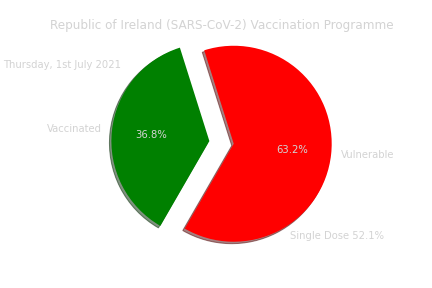 Republic of Ireland (SARS-CoV-2) Vaccination Programme
Thursday, 1st July 2021
Vaccinated
36.8%
63.2%
Vulnerable
Single Dose 52.1%